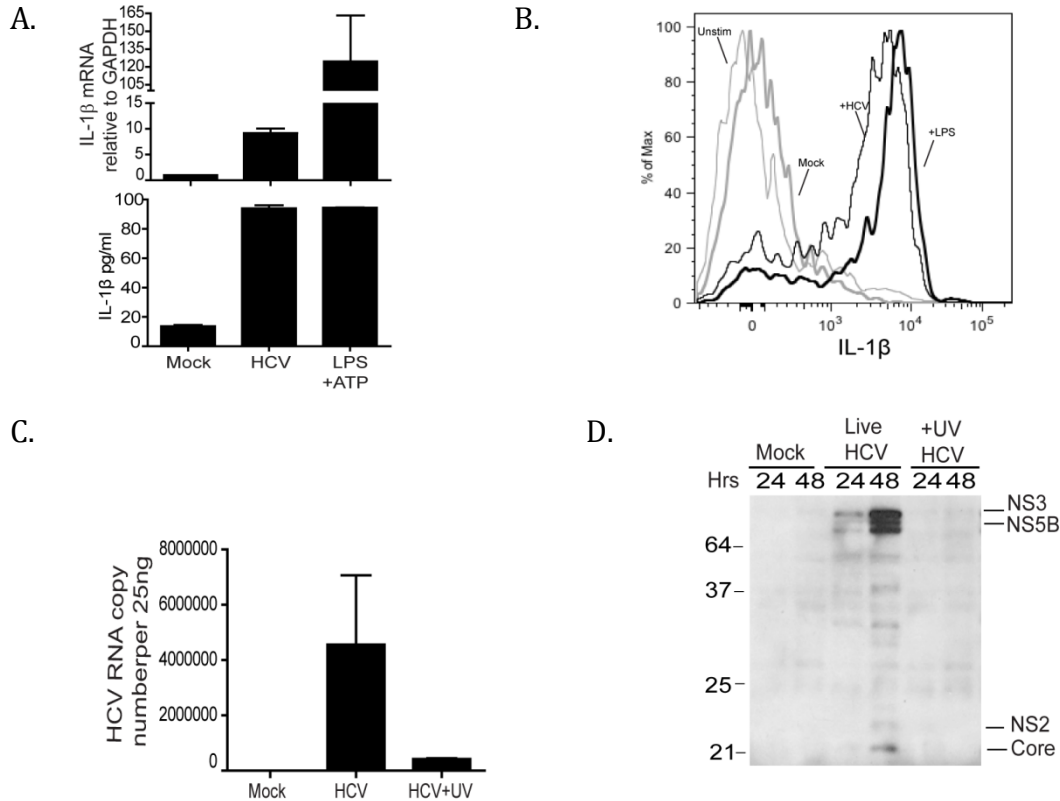 A.
IL-1β mRNA
relative to GAPDH
165
145
125
105
15
10
5
0
IL-1β pg/ml
100
80
60
40
20
0
Mock HCV LPS
+ATP
B.
Unstim
+HCV
+LPS
Mock
% of Max
100
80
60
40
20
0
0 10³ 10⁴ 10⁵
IL-1β
C.
HCV RNA copy
numberper 25ng
8000000
6000000
4000000
2000000
0
Mock HCV HCV+UV
D.
Live +UV
Mock HCV HCV
Hrs 24 48 24 48 24 48
NS3
NS5B
64
37
25
NS2
21
Core